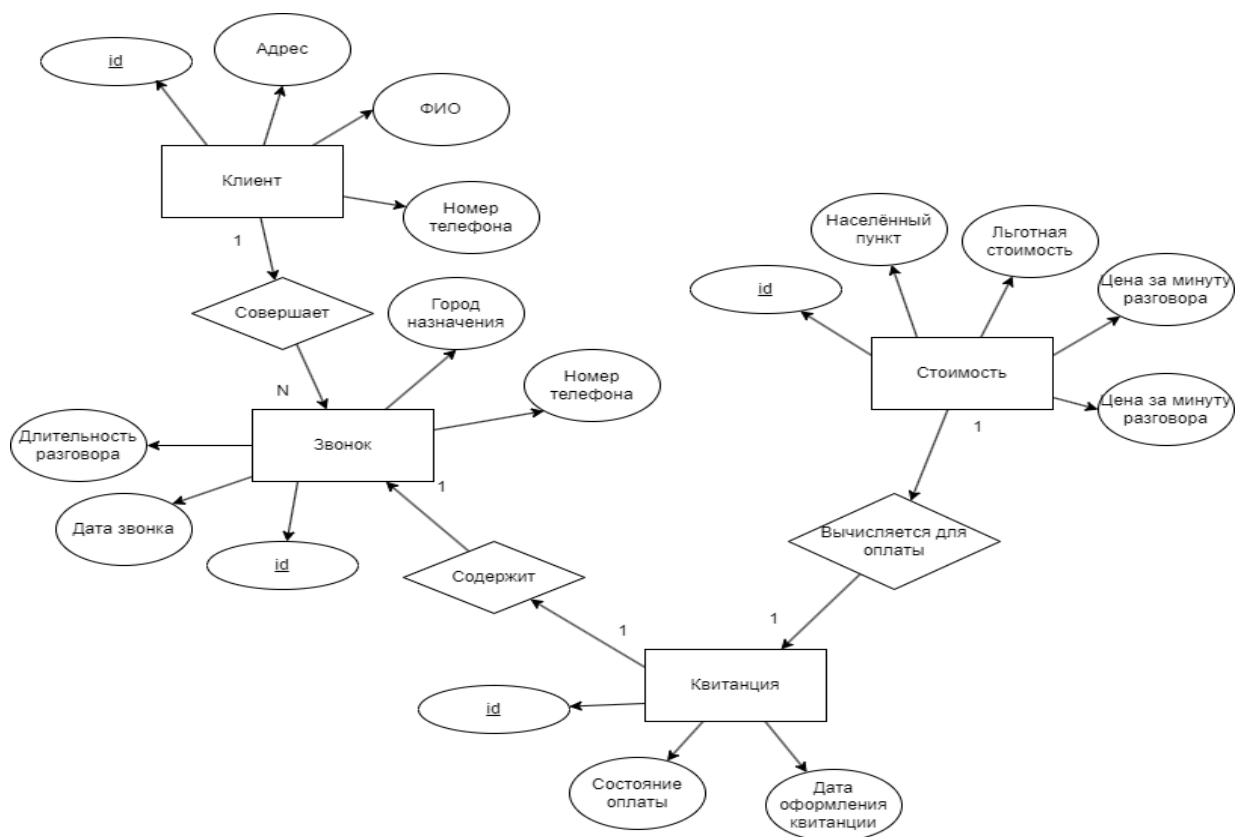 id
Адрес
ФИО
Клиент
Номер
телефона
1
Совершает
N
Город
назначения
Номер
телефона
Длительность
разговора
Звонок
1
Дата звонка
id
Содержит
1
Населённый
пункт
Льготная
стоимость
id
Цена за минуту
разговора
Стоимость
Цена за минуту
разговора
1
Вычисляется для
оплаты
1
Квитанция
id
Состояние
оплаты
Дата
оформления
квитанции